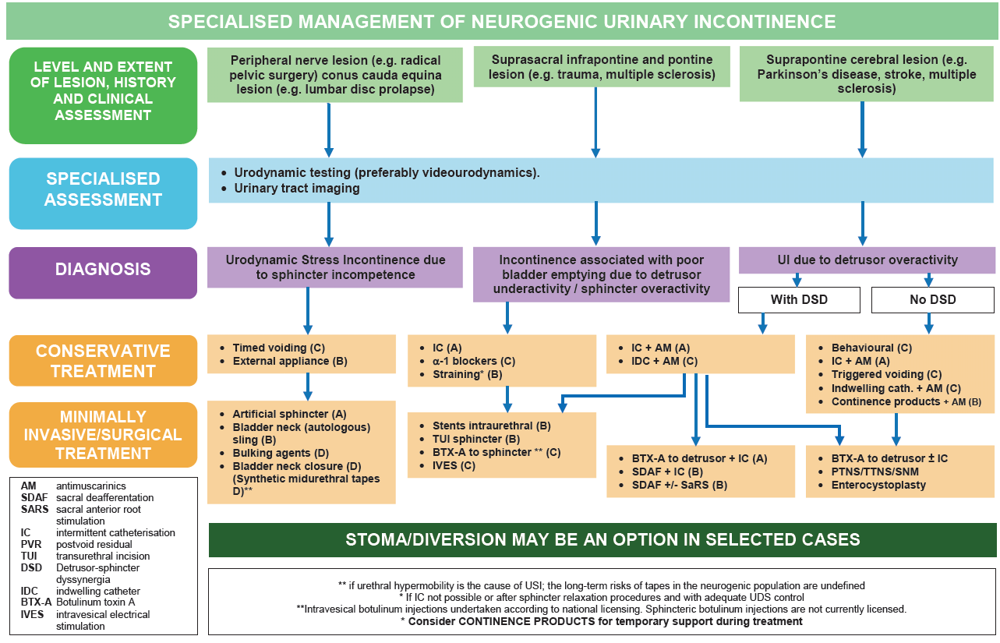 SPECIALISED MANAGEMENT OF NEUROGENIC URINARY INCONTINENCE
LEVEL AND EXTENT
OF LESION, HISTORY
AND CLINICAL
ASSESSMENT
Peripheral nerve lesion (e.g. radical
pelvic surgery) conus cauda equina
lesion (e.g. lumbar disc prolapse)
Suprasacral infrapontine and pontine
lesion (e.g. trauma, multiple sclerosis)
Suprapontine cerebral lesion (e.g.
Parkinson's disease, stroke, multiple
sclerosis)
SPECIALISED
ASSESSMENT
• Urodynamic testing (preferably videourodynamics).
• Urinary tract imaging
DIAGNOSIS
Urodynamic Stress Incontinence due
to sphincter incompetence
Incontinence associated with poor
bladder emptying due to detrusor
underactivity / sphincter overactivity
UI due to detrusor overactivity
With DSD
No DSD
CONSERVATIVE
TREATMENT
• Timed voiding (C)
• External appliance (B)
• IC (A)
• α-1 blockers (C)
• Straining* (B)
• IC + AM (A)
• IDC + AM (C)
• Behavioural (C)
• IC + AM (A)
• Triggered voiding (C)
• Indwelling cath. + AM (C)
• Continence products + AM (B)
MINIMALLY
INVASIVE/SURGICAL
TREATMENT
• Artificial sphincter (A)
• Bladder neck (autologous)
sling (B)
• Bulking agents (D)
• Bladder neck closure (D)
(Synthetic midurethral tapes
D)**
• Stents intraurethral (B)
• TUI sphincter (B)
• BTX-A to sphincter ** (C)
• IVES (C)
• BTX-A to detrusor + IC (A)
• SDAF + IC (B)
• SDAF +/- SaRS (B)
• BTX-A to detrusor ± IC
• PTNS/TTNS/SNM
• Enterocystoplasty
AM antimuscarinics
SDAF sacral deafferentation
SARS sacral anterior root
stimulation
IC intermittent catheterisation
PVR postvoid residual
TUI transurethral incision
DSD Detrusor-sphincter
dyssynergia
IDC indwelling catheter
BTX-A Botulinum toxin A
IVES intravesical electrical
stimulation
STOMA/DIVERSION MAY BE AN OPTION IN SELECTED CASES
** if urethral hypermobility is the cause of USI; the long-term risks of tapes in the neurogenic population are undefined
* If IC not possible or after sphincter relaxation procedures and with adequate UDS control
**Intravesical botulinum injections undertaken according to national licensing. Sphincteric botulinum injections are not currently licensed.
* Consider CONTINENCE PRODUCTS for temporary support during treatment